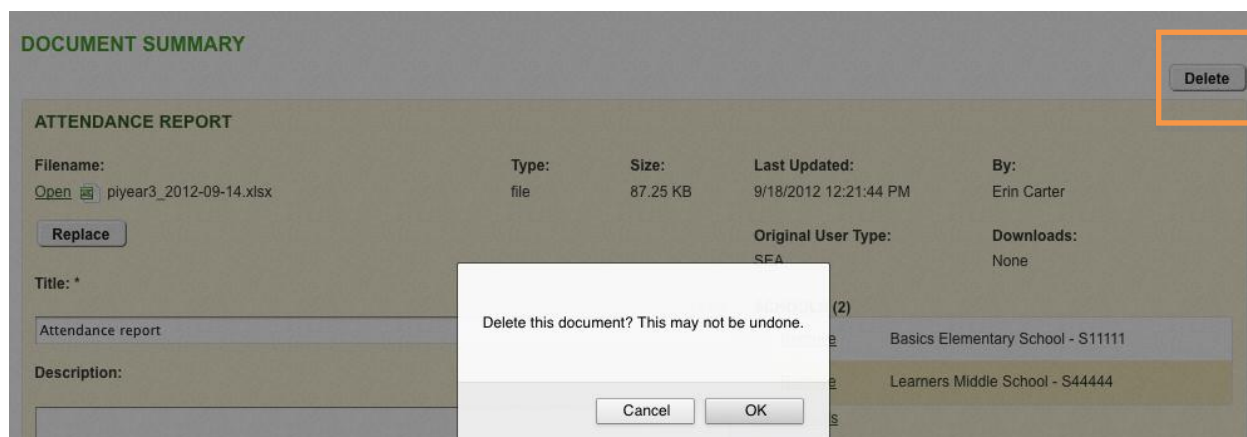 DOCUMENT SUMMARY
Delete
ATTENDANCE REPORT
Filename: Type: Size: Last Updated: By:
Open piyear3_2012-09-14.xlsx file 87.25 KB 9/18/2012 12:21:44 PM Erin Carter
Replace
Original User Type: Downloads:
SEA None
Title: *
(2)
Attendance report
Delete this document? This may not be undone.
Basics Elementary School - S11111
Description:
Learners Middle School - S44444
Cancel OK